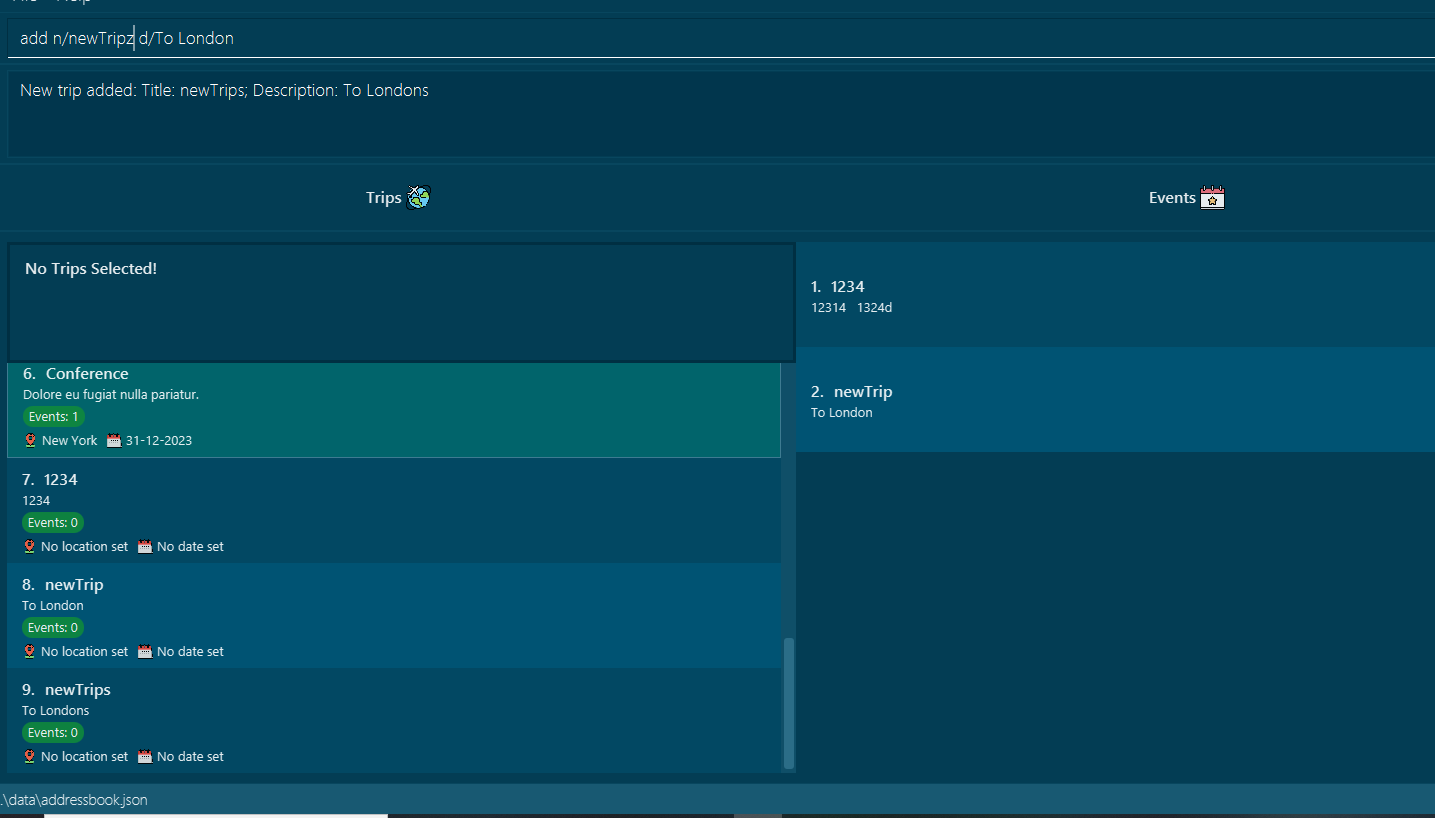 add n/newTripz d/To London
New trip added: Title: newTrips; Description: To Londons
Trips
Events
No Trips Selected!
6. Conference
Dolore eu fugiat nulla pariatur.
Events: 1
New York 31-12-2023
7. 1234
1234
Events: 0
No location set No date set
8. newTrip
To London
Events: 0
No location set No date set
9. newTrips
To Londons
Events: 0
No location set No date set
1. 1234
12314 1324d
2. newTrip
To London
.\data\addressbook.json